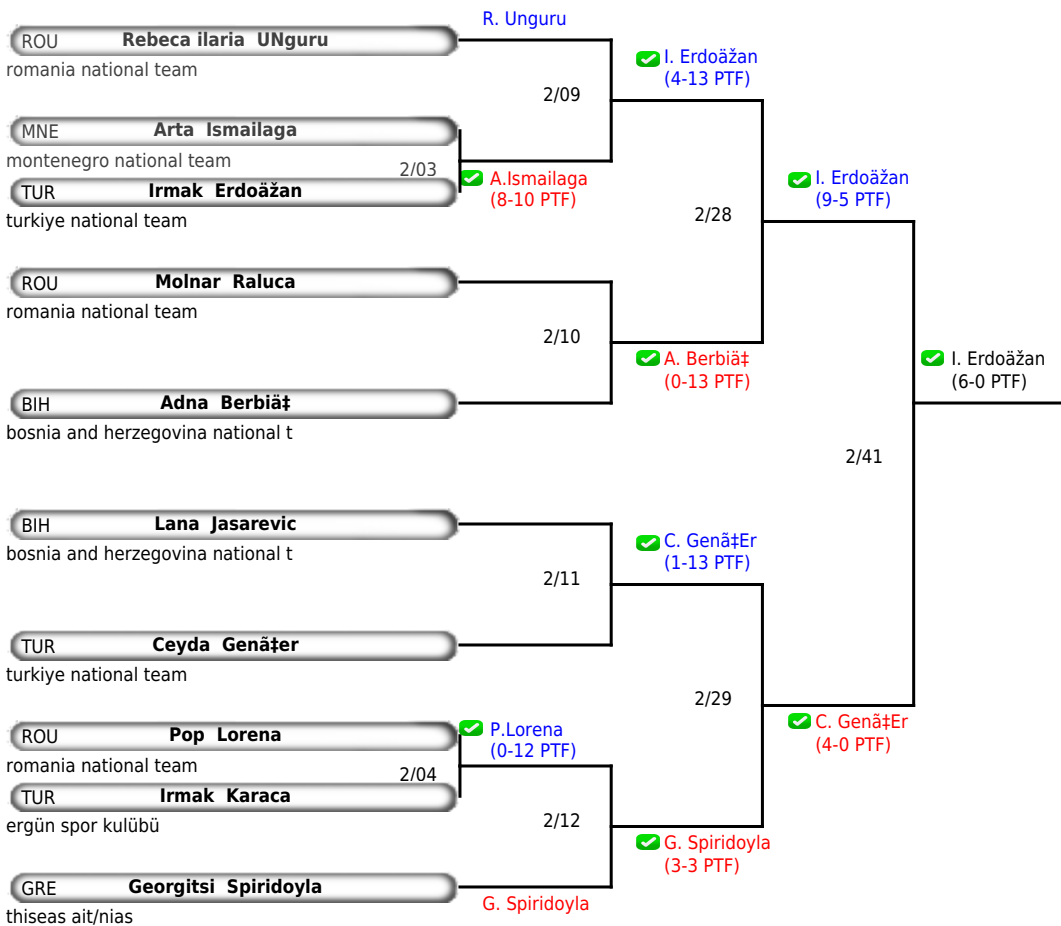 R. Unguru
ROU Rebeca ilaria UNguru
romania national team
I. Erdoäžan
(4-13 PTF)
2/09
MNE Arta Ismailaga
montenegro national team
2/03
A.Ismailaga
(8-10 PTF)
TUR Irmak Erdoäžan
turkiye national team
I. Erdoäžan
(9-5 PTF)
2/28
ROU Molnar Raluca
romania national team
2/10
A. Berbiä‡
(0-13 PTF)
I. Erdoäžan
(6-0 PTF)
BIH Adna Berbiä‡
bosnia and herzegovina national t
2/41
BIH Lana Jasarevic
bosnia and herzegovina national t
C. Genã‡Er
(1-13 PTF)
2/11
TUR Ceyda Genã‡er
turkiye national team
2/29
C. Genã‡Er
(4-0 PTF)
ROU Pop Lorena
romania national team
P.Lorena
(0-12 PTF)
2/04
TUR Irmak Karaca
ergün spor kulübü
2/12
G. Spiridoyla
(3-3 PTF)
GRE Georgitsi Spiridoyla
thiseas ait/nias
G. Spiridoyla